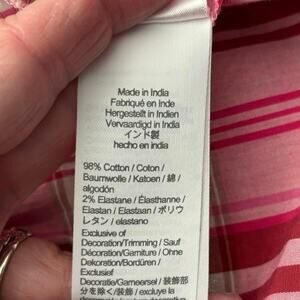 Made in India
Fabriqué en Inde
Hergestellt in Indien
Vervaardigd in India
インド製
hecho en india
98% Cotton / Coton /
Baumwolle / Katoen / 綿 /
algodón
2% Elastane / Élasthanne /
Elastan / Elastaan / ポリウ
レタン / elastano
Exclusive of
Decoration/Trimming / Sauf
Décoration/Garniture / Ohne
Dekoration/Bordüren /
Exclusief
Decoratie/Garneersel / 装飾部
分を除く/装飾 / excluye la